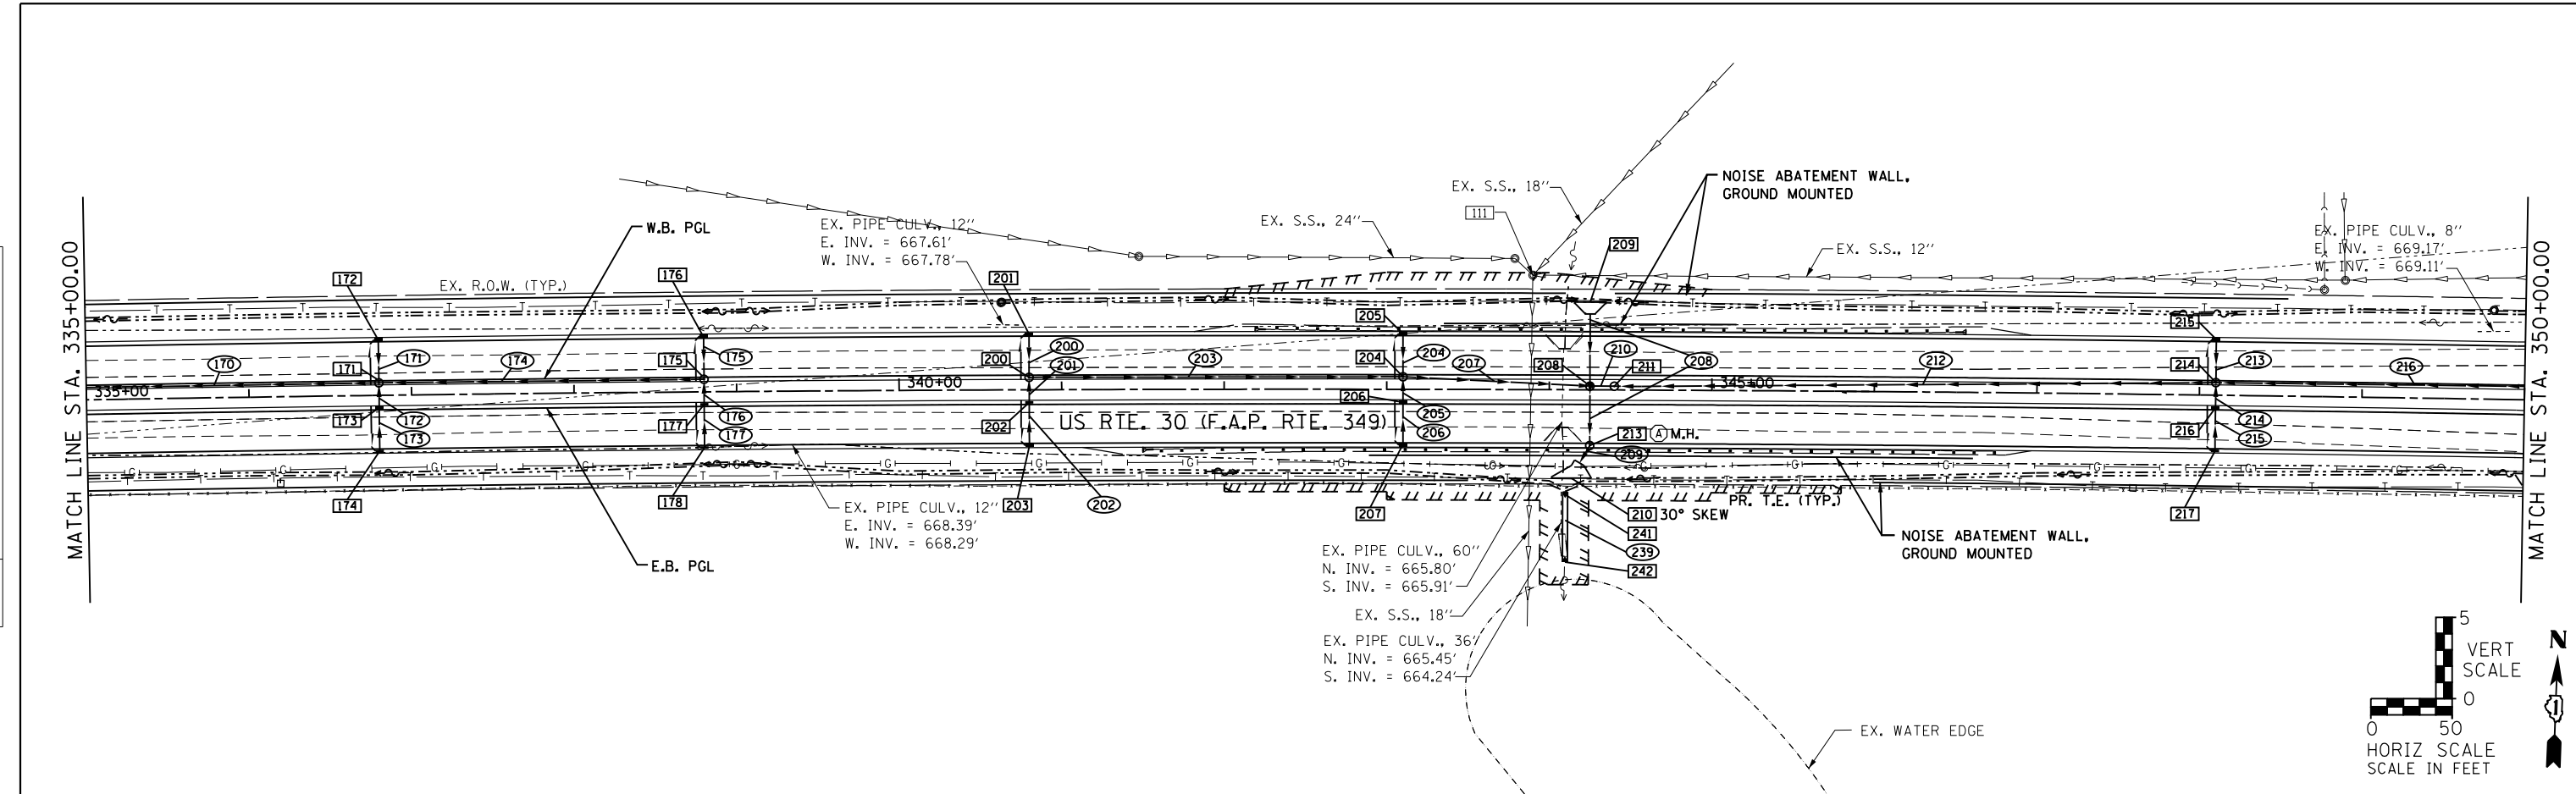 MATCH LINE STA. 335+00.00
MATCH LINE STA. 350+00.00
NOISE ABATEMENT WALL,
GROUND MOUNTED
EX. S.S., 18"
111
EX. S.S., 24"
209
EX. S.S., 12"
W.B. PGL
EX. PIPE CULV., 12"
E. INV. = 667.61'
W. INV. = 667.78'
EX. PIPE CULV., 8"
E. INV. = 669.17'
W. INV. = 669.11'
172
176
201
EX. R.O.W. (TYP.)
205
215
170
171
171
174
175
175
200
200
201
203
204
204
207
208
210
211
208
212
214
213
216
335+00
340+00
345+00
173
172
173
177
176
177
202
US RTE. 30 (F.A.P. RTE. 349)
206
205
206
213 A M.H.
209
216
214
215
174
178
203
202
207
210 30° SKEW
PR. T.E. (TYP.)
217
EX. PIPE CULV., 12"
E. INV. = 668.39'
W. INV. = 668.29'
E.B. PGL
241
239
242
NOISE ABATEMENT WALL,
GROUND MOUNTED
EX. PIPE CULV., 60"
N. INV. = 665.80'
S. INV. = 665.91'
EX. S.S., 18"
EX. PIPE CULV., 36"
N. INV. = 665.45'
S. INV. = 664.24'
EX. WATER EDGE
5
VERT
SCALE
0
0 50
HORIZ SCALE
SCALE IN FEET
N
1